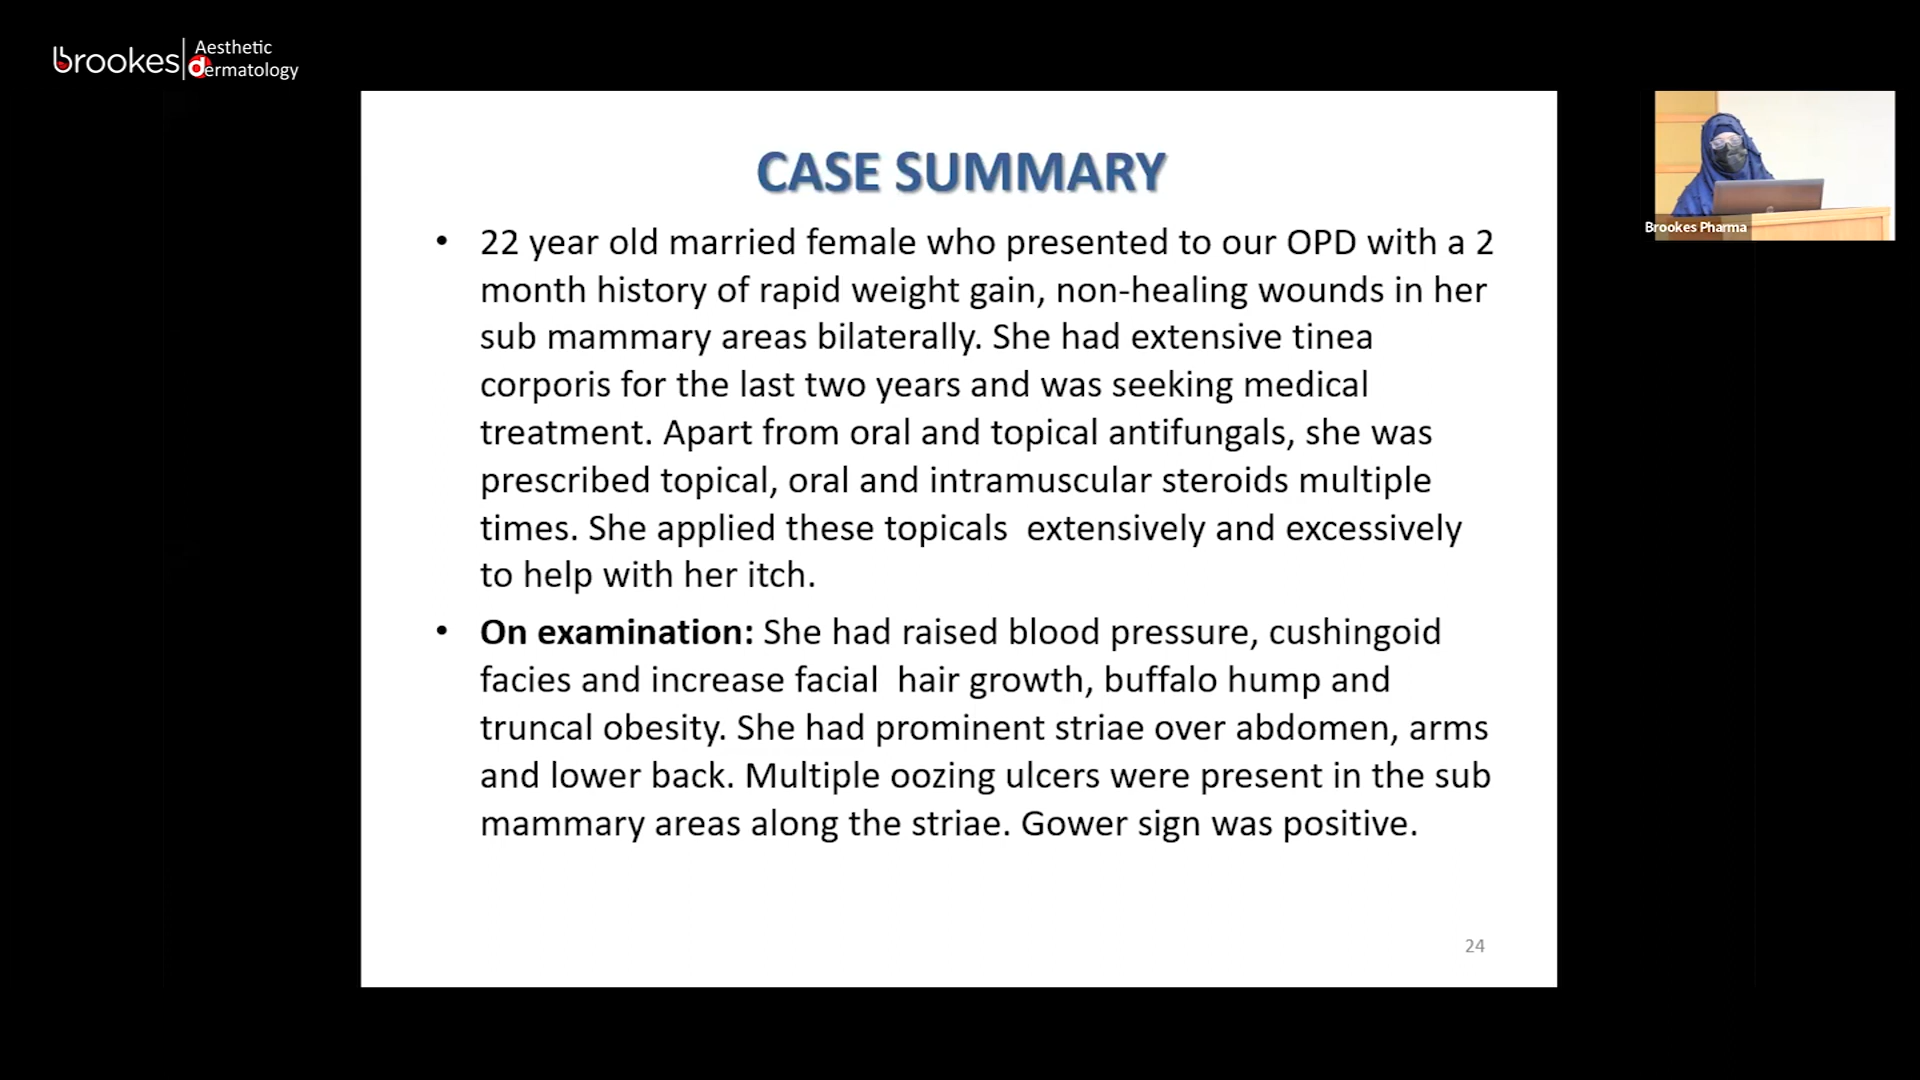 brookes
Aesthetic
dermatology
CASE SUMMARY
Brookes Pharma
• 22 year old married female who presented to our OPD with a 2
month history of rapid weight gain, non-healing wounds in her
sub mammary areas bilaterally. She had extensive tinea
corporis for the last two years and was seeking medical
treatment. Apart from oral and topical antifungals, she was
prescribed topical, oral and intramuscular steroids multiple
times. She applied these topicals  extensively and excessively
to help with her itch.
• On examination: She had raised blood pressure, cushingoid
facies and increase facial  hair growth, buffalo hump and
truncal obesity. She had prominent striae over abdomen, arms
and lower back. Multiple oozing ulcers were present in the sub
mammary areas along the striae. Gower sign was positive.
24